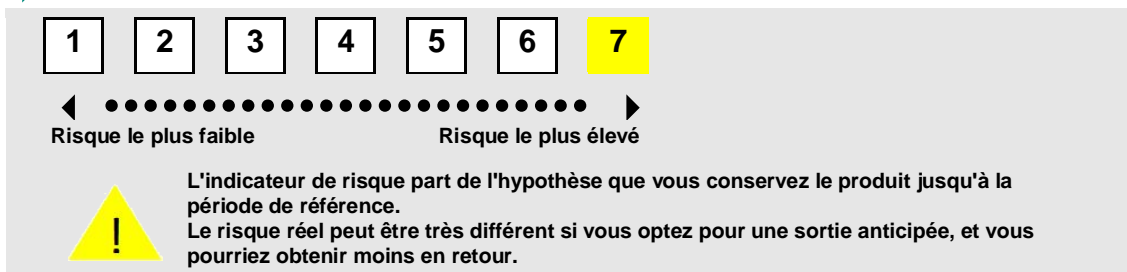 1 2 3 4 5 6 7
Risque le plus faible Risque le plus élevé
L'indicateur de risque part de l'hypothèse que vous conservez le produit jusqu'à la
période de référence.
Le risque réel peut être très différent si vous optez pour une sortie anticipée, et vous
pourriez obtenir moins en retour.
!